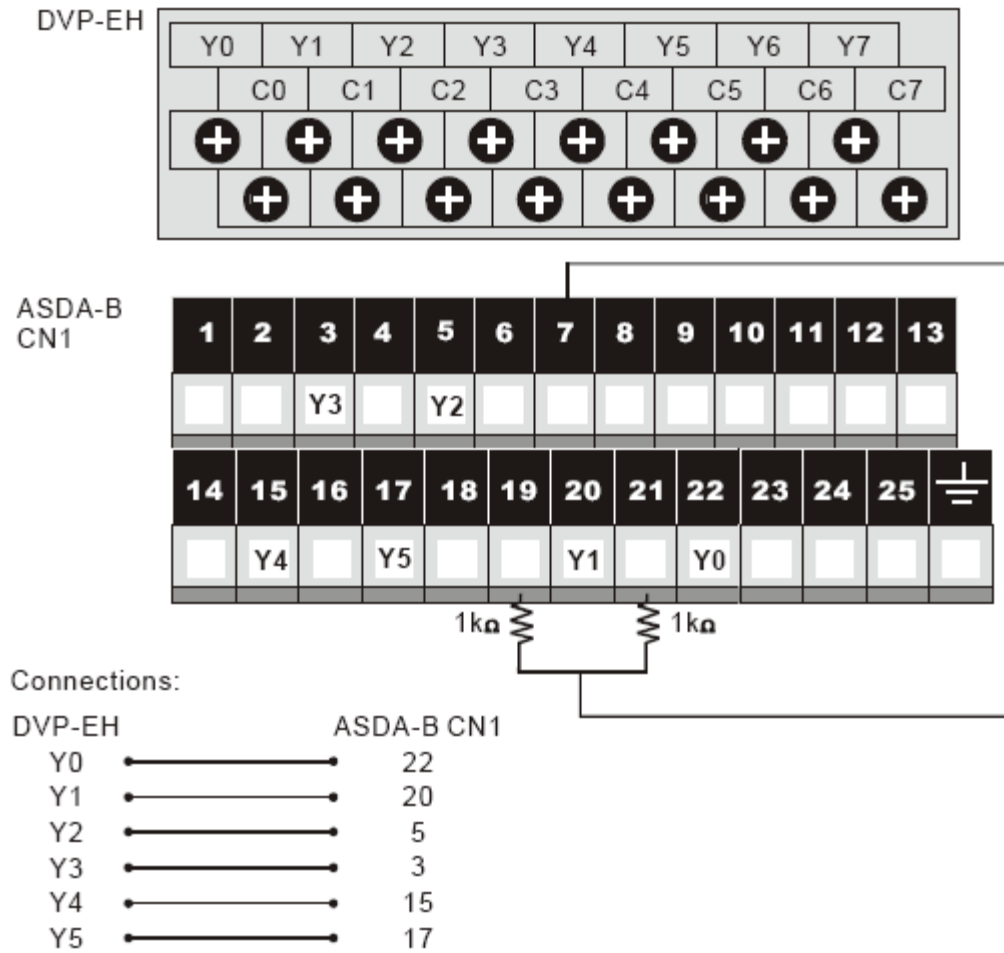 DVP-EH
Y0 Y1 Y2 Y3 Y4 Y5 Y6 Y7
C0 C1 C2 C3 C4 C5 C6 C7
ASDA-B
CN1
1 2 3 4 5 6 7 8 9 10 11 12 13
Y3 Y2
14 15 16 17 18 19 20 21 22 23 24 25
Y4 Y5 Y1 Y0
1kΩ 1kΩ
Connections:
DVP-EH ASDA-B CN1
Y0 22
Y1 20
Y2 5
Y3 3
Y4 15
Y5 17